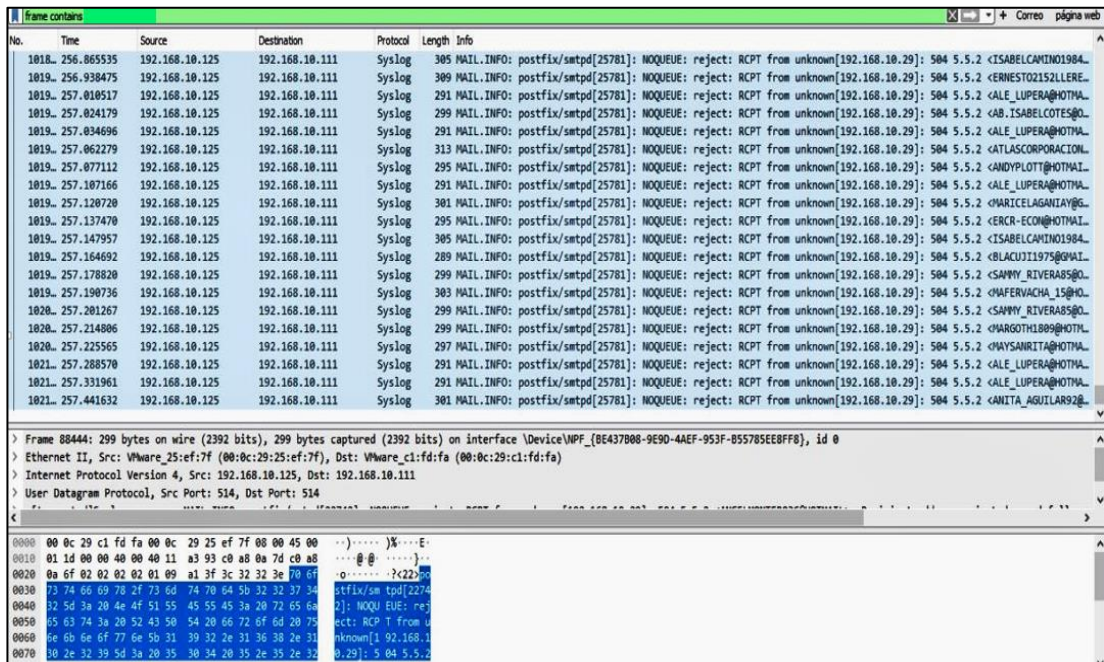 frame contains + Correo página web
No. Time Source Destination Protocol Length Info
1018… 256.865535 192.168.10.125 192.168.10.111 Syslog 305 MAIL.INFO: postfix/smtpd[25781]: NOQUEUE: reject: RCPT from unknown[192.168.10.29]: 504 5.5.2 <ISABELCAMINO1984…
1019… 256.938475 192.168.10.125 192.168.10.111 Syslog 309 MAIL.INFO: postfix/smtpd[25781]: NOQUEUE: reject: RCPT from unknown[192.168.10.29]: 504 5.5.2 <ERNESTO2152LLERE…
1019… 257.010517 192.168.10.125 192.168.10.111 Syslog 291 MAIL.INFO: postfix/smtpd[25781]: NOQUEUE: reject: RCPT from unknown[192.168.10.29]: 504 5.5.2 <ALE_LUPERA@HOTMA…
1019… 257.024179 192.168.10.125 192.168.10.111 Syslog 299 MAIL.INFO: postfix/smtpd[25781]: NOQUEUE: reject: RCPT from unknown[192.168.10.29]: 504 5.5.2 <AB.ISABELCOTES@O…
1019… 257.034696 192.168.10.125 192.168.10.111 Syslog 291 MAIL.INFO: postfix/smtpd[25781]: NOQUEUE: reject: RCPT from unknown[192.168.10.29]: 504 5.5.2 <ALE_LUPERA@HOTMA…
1019… 257.062279 192.168.10.125 192.168.10.111 Syslog 313 MAIL.INFO: postfix/smtpd[25781]: NOQUEUE: reject: RCPT from unknown[192.168.10.29]: 504 5.5.2 <ATLASCORPORACION…
1019… 257.077112 192.168.10.125 192.168.10.111 Syslog 295 MAIL.INFO: postfix/smtpd[25781]: NOQUEUE: reject: RCPT from unknown[192.168.10.29]: 504 5.5.2 <ANDYPLOTT@HOTMAI…
1019… 257.107166 192.168.10.125 192.168.10.111 Syslog 291 MAIL.INFO: postfix/smtpd[25781]: NOQUEUE: reject: RCPT from unknown[192.168.10.29]: 504 5.5.2 <ALE_LUPERA@HOTMA…
1019… 257.120720 192.168.10.125 192.168.10.111 Syslog 301 MAIL.INFO: postfix/smtpd[25781]: NOQUEUE: reject: RCPT from unknown[192.168.10.29]: 504 5.5.2 <MARICELAGANIAY@G…
1019… 257.137470 192.168.10.125 192.168.10.111 Syslog 295 MAIL.INFO: postfix/smtpd[25781]: NOQUEUE: reject: RCPT from unknown[192.168.10.29]: 504 5.5.2 <ERCR-ECON@HOTMAI…
1019… 257.147957 192.168.10.125 192.168.10.111 Syslog 305 MAIL.INFO: postfix/smtpd[25781]: NOQUEUE: reject: RCPT from unknown[192.168.10.29]: 504 5.5.2 <ISABELCAMINO1984…
1019… 257.164692 192.168.10.125 192.168.10.111 Syslog 289 MAIL.INFO: postfix/smtpd[25781]: NOQUEUE: reject: RCPT from unknown[192.168.10.29]: 504 5.5.2 <BLACUJI1975@GMAI…
1019… 257.178820 192.168.10.125 192.168.10.111 Syslog 299 MAIL.INFO: postfix/smtpd[25781]: NOQUEUE: reject: RCPT from unknown[192.168.10.29]: 504 5.5.2 <SAMMY_RIVERA85@O…
1019… 257.190736 192.168.10.125 192.168.10.111 Syslog 303 MAIL.INFO: postfix/smtpd[25781]: NOQUEUE: reject: RCPT from unknown[192.168.10.29]: 504 5.5.2 <MAFERVACHA_15@HO…
1020… 257.201267 192.168.10.125 192.168.10.111 Syslog 299 MAIL.INFO: postfix/smtpd[25781]: NOQUEUE: reject: RCPT from unknown[192.168.10.29]: 504 5.5.2 <SAMMY_RIVERA85@O…
1020… 257.214806 192.168.10.125 192.168.10.111 Syslog 299 MAIL.INFO: postfix/smtpd[25781]: NOQUEUE: reject: RCPT from unknown[192.168.10.29]: 504 5.5.2 <MARGOTH1809@HOTM…
1020… 257.225565 192.168.10.125 192.168.10.111 Syslog 297 MAIL.INFO: postfix/smtpd[25781]: NOQUEUE: reject: RCPT from unknown[192.168.10.29]: 504 5.5.2 <MAYSANRITA@HOTMA…
1021… 257.288570 192.168.10.125 192.168.10.111 Syslog 291 MAIL.INFO: postfix/smtpd[25781]: NOQUEUE: reject: RCPT from unknown[192.168.10.29]: 504 5.5.2 <ALE_LUPERA@HOTMA…
1021… 257.331961 192.168.10.125 192.168.10.111 Syslog 291 MAIL.INFO: postfix/smtpd[25781]: NOQUEUE: reject: RCPT from unknown[192.168.10.29]: 504 5.5.2 <ALE_LUPERA@HOTMA…
1021… 257.441632 192.168.10.125 192.168.10.111 Syslog 301 MAIL.INFO: postfix/smtpd[25781]: NOQUEUE: reject: RCPT from unknown[192.168.10.29]: 504 5.5.2 <ANITA_AGUILAR92@…
> Frame 88444: 299 bytes on wire (2392 bits), 299 bytes captured (2392 bits) on interface \Device\NPF_{BE437B08-9E9D-4AEF-953F-B55785EE8FF8}, id 0
> Ethernet II, Src: VMware_25:ef:7f (00:0c:29:25:ef:7f), Dst: VMware_c1:fd:fa (00:0c:29:c1:fd:fa)
> Internet Protocol Version 4, Src: 192.168.10.125, Dst: 192.168.10.111
> User Datagram Protocol, Src Port: 514, Dst Port: 514
0000 00 0c 29 c1 fd fa 00 0c 29 25 ef 7f 08 00 45 00 ··)····· )%····E·
0010 01 1d 00 00 40 00 40 11 a3 93 c0 a8 0a 7d c0 a8 ····@·@· ·····}··
0020 0a 6f 02 02 02 02 01 09 a1 3f 3c 32 32 3e 70 6f ·o······ ·?<22>po
0030 73 74 66 69 78 2f 73 6d 74 70 64 5b 32 32 37 34 stfix/sm tpd[2274
0040 32 5d 3a 20 4e 4f 51 55 45 55 45 3a 20 72 65 6a 2]: NOQU EUE: rej
0050 65 63 74 3a 20 52 43 50 54 20 66 72 6f 6d 20 75 ect: RCP T from u
0060 6e 6b 6e 6f 77 6e 5b 31 39 32 2e 31 36 38 2e 31 nknown[1 92.168.1
0070 30 2e 32 39 5d 3a 20 35 30 34 20 35 2e 35 2e 32 0.29]: 5 04 5.5.2